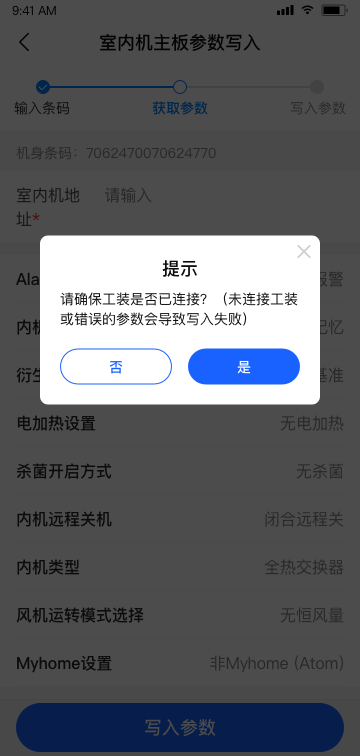 9:41 AM
室内机主板参数写入
输入条码
获取参数
写入参数
机身条码：7062470070624770
室内机地 请输入
址*
Ala 报警
提示
请确保工装是否已连接？（未连接工装
或错误的参数会导致写入失败）
否 是
内机 记忆
衍生 基准
电加热设置 无电加热
杀菌开启方式 无杀菌
内机远程关机 闭合远程关
内机类型 全热交换器
风机运转模式选择 无恒风量
Myhome设置 非Myhome (Atom)
写入参数